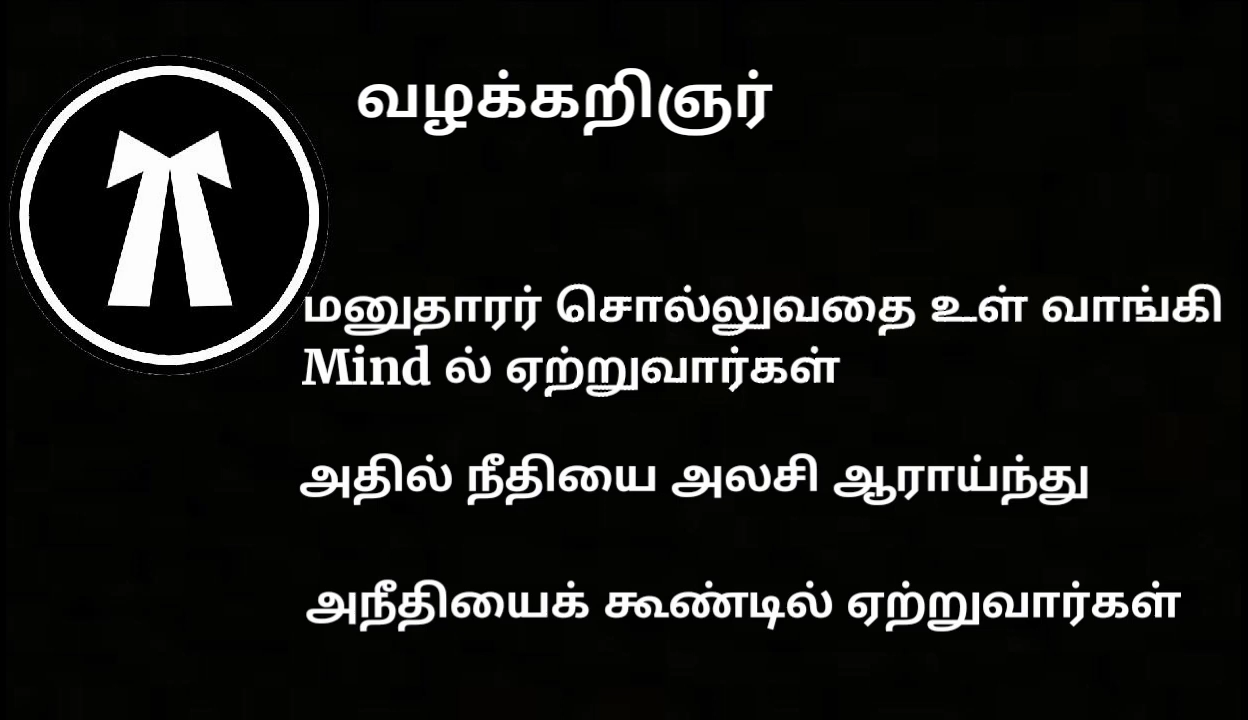 வழக்கறிஞர்
மனுதாரர் சொல்லுவதை உள் வாங்கி
Mind ல் ஏற்றுவார்கள்
அதில் நீதியை அலசி ஆராய்ந்து
அநீதியைக் கூண்டில் ஏற்றுவார்கள்